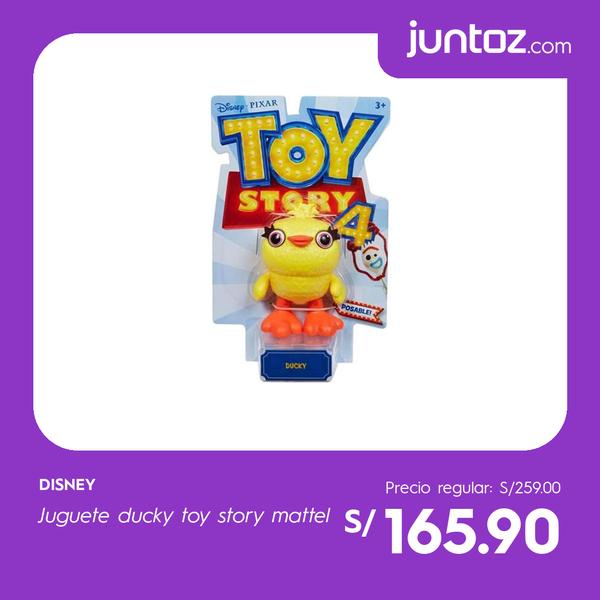 juntoz.com
Disney · PIXAR
3+
TOY
STORY
4
POSABLE!
DUCKY
DISNEY
Precio regular: S/259.00
Juguete ducky toy story mattel
S/165.90